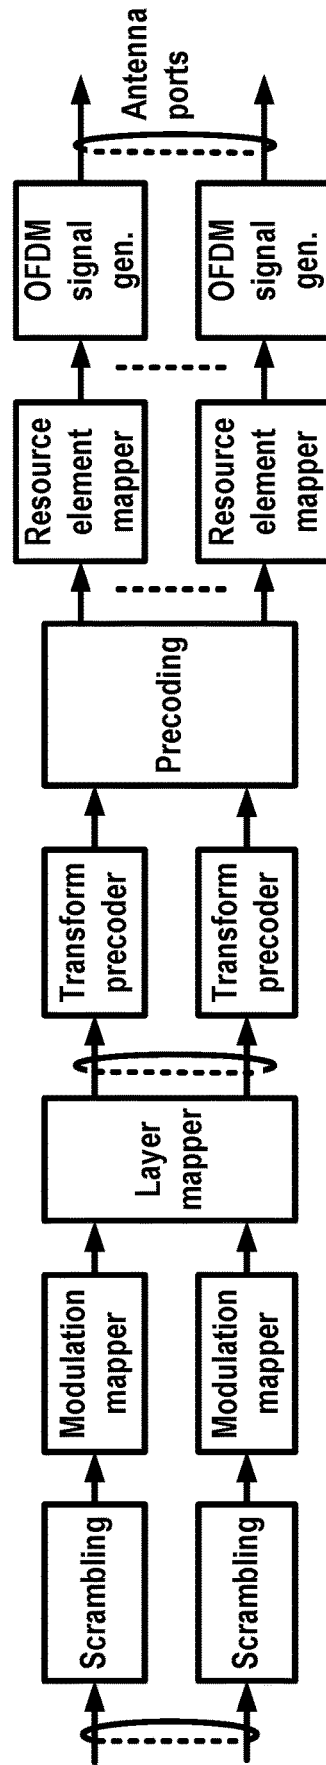 Scrambling
Scrambling
Modulation
mapper
Modulation
mapper
Layer
mapper
Transform
precoder
Transform
precoder
Precoding
Resource
element
mapper
Resource
element
mapper
OFDM
signal
gen.
OFDM
signal
gen.
Antenna
ports